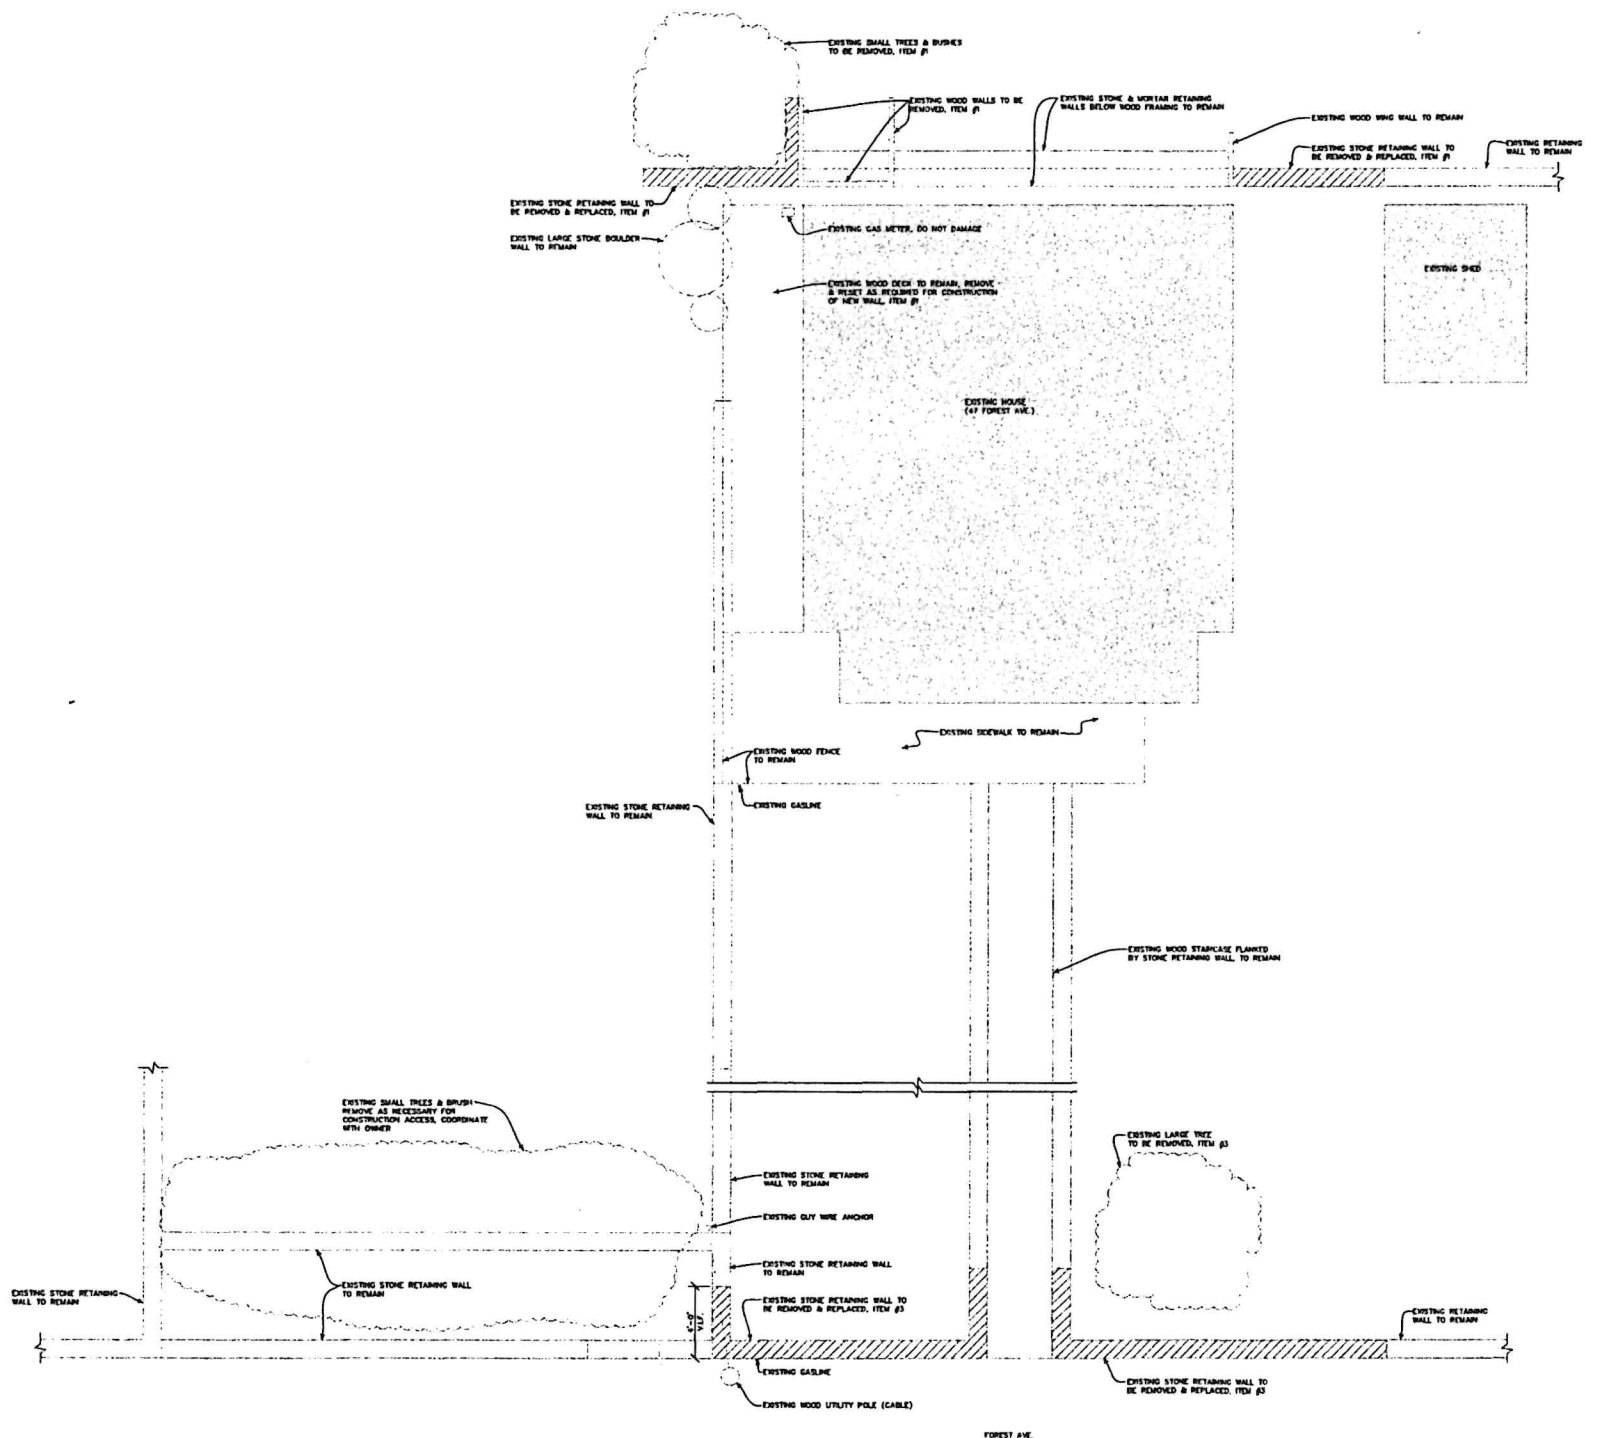 EXISTING SMALL TREES & BUSHES
TO BE REMOVED, ITEM #1
EXISTING WOOD WALLS TO BE
REMOVED, ITEM #1
EXISTING STONE & MORTAR RETAINING
WALLS BELOW WOOD FRAMING TO REMAIN
EXISTING WOOD WING WALL TO REMAIN
EXISTING STONE RETAINING WALL TO
BE REMOVED & REPLACED, ITEM #1
EXISTING RETAINING
WALL TO REMAIN
EXISTING STONE RETAINING WALL TO
BE REMOVED & REPLACED, ITEM #1
EXISTING LARGE STONE BOULDER
WALL TO REMAIN
EXISTING GAS METER, DO NOT DAMAGE
EXISTING SHED
EXISTING WOOD DECK TO REMAIN, REMOVE
& RESET AS REQUIRED FOR CONSTRUCTION
OF NEW WALL, ITEM #1
EXISTING HOUSE
(47 FOREST AVE.)
EXISTING SIDEWALK TO REMAIN
EXISTING WOOD FENCE
TO REMAIN
EXISTING GASLINE
EXISTING STONE RETAINING
WALL TO REMAIN
EXISTING WOOD STAIRCASE FLANKED
BY STONE RETAINING WALL TO REMAIN
EXISTING SMALL TREES & BRUSH
REMOVE AS NECESSARY FOR
CONSTRUCTION ACCESS, COORDINATE
WITH OWNER
EXISTING LARGE TREE
TO BE REMOVED, ITEM #3
EXISTING STONE RETAINING
WALL TO REMAIN
EXISTING GUY WIRE ANCHOR
EXISTING STONE RETAINING WALL
TO REMAIN
EXISTING STONE RETAINING WALL
TO REMAIN
EXISTING STONE RETAINING
WALL TO REMAIN
4'-0"
V.I.F.
EXISTING STONE RETAINING WALL TO
BE REMOVED & REPLACED, ITEM #3
EXISTING RETAINING
WALL TO REMAIN
EXISTING GASLINE
EXISTING STONE RETAINING WALL TO
BE REMOVED & REPLACED, ITEM #3
EXISTING WOOD UTILITY POLE (CABLE)
FOREST AVE.